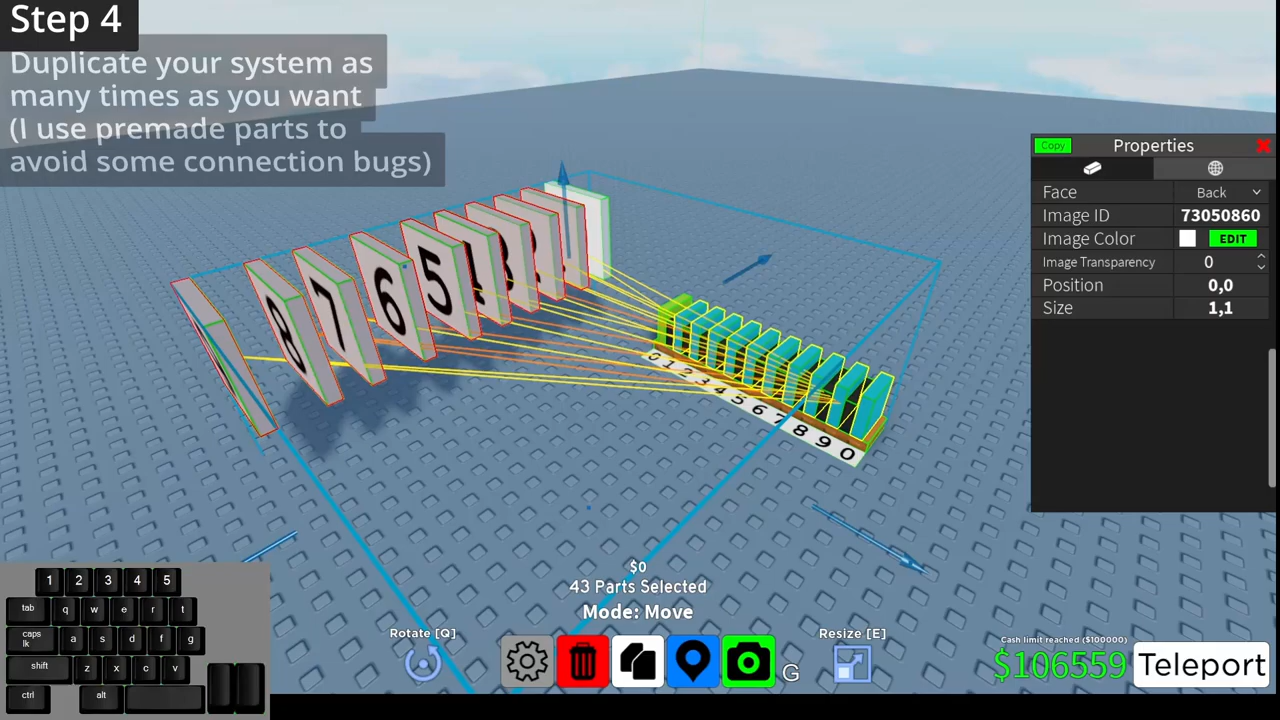 Step 4
Duplicate your system as
many times as you want
(I use premade parts to
avoid some connection bugs)
Copy
Properties
Face Back
Image ID 73050860
Image Color EDIT
Image Transparency 0
Position 0,0
Size 1,1
8 7 6 5
0 1 2 3 4 5 6 7 8 9 0
$0
43 Parts Selected
Mode: Move
Rotate [Q]
Resize [E]
G
Cash limit reached ($100000)
$106559
Teleport
1 2 3 4 5
tab q w e r t
caps lk a s d f g
shift z x c v
ctrl alt